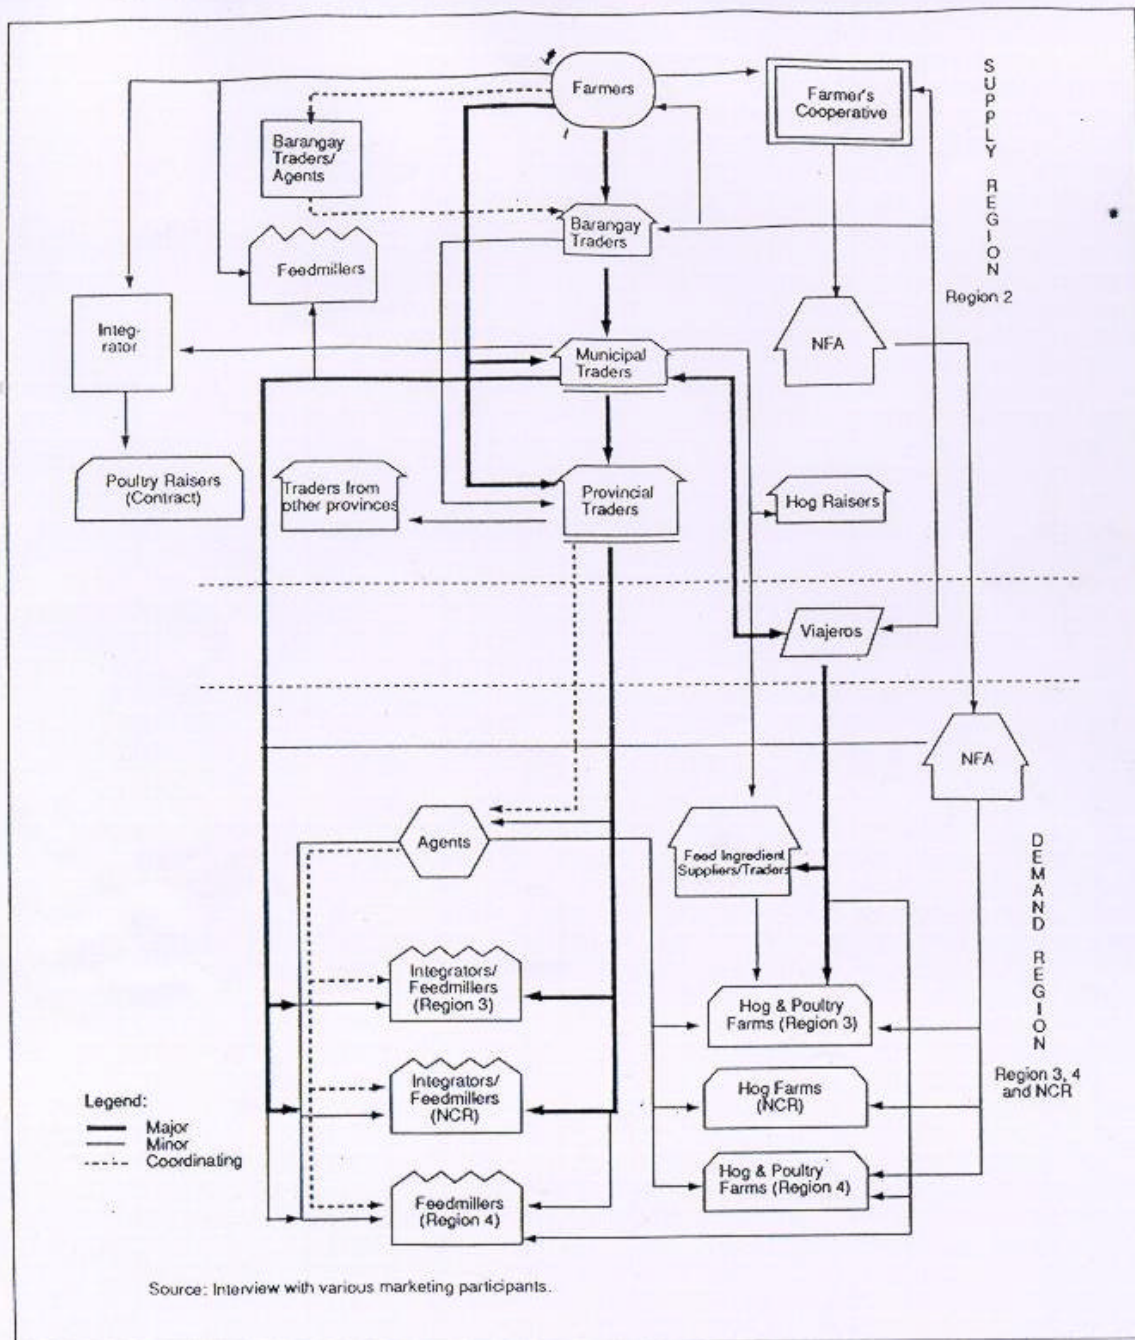 Farmers
Farmer's
Cooperative
SUPPLY REGION
Barangay
Traders/
Agents
Barangay
Traders
Feedmillers
Region 2
Integ-
rator
Municipal
Traders
NFA
Poultry Raisers
(Contract)
Traders from
other provinces
Provincial
Traders
Hog Raisers
Viajeros
NFA
Agents
Feed Ingredient
Suppliers/Traders
DEMAND REGION
Integrators/
Feedmillers
(Region 3)
Hog & Poultry
Farms (Region 3)
Region 3, 4
and NCR
Integrators/
Feedmillers
(NCR)
Hog Farms
(NCR)
Legend:
Major
Minor
Coordinating
Feedmillers
(Region 4)
Hog & Poultry
Farms (Region 4)
Source: Interview with various marketing participants.